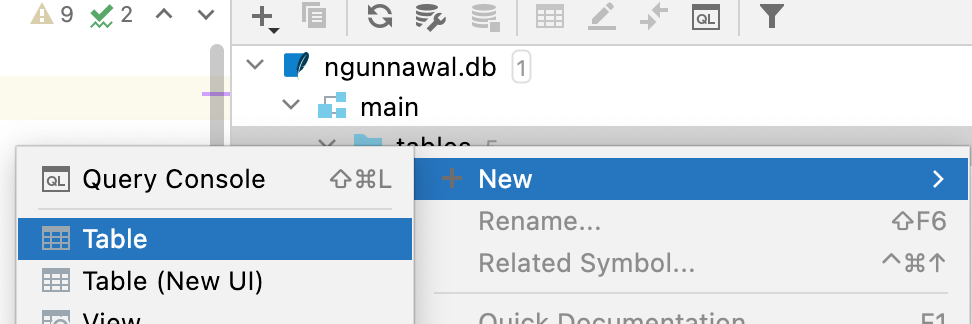 9 2
QL
ngunnawal.db 1
main
tables 5
QL Query Console ⇧⌘L
New
Table
Rename... ⇧F6
Table (New UI)
Related Symbol... ^⌘↑
View
Quick Documentation F1